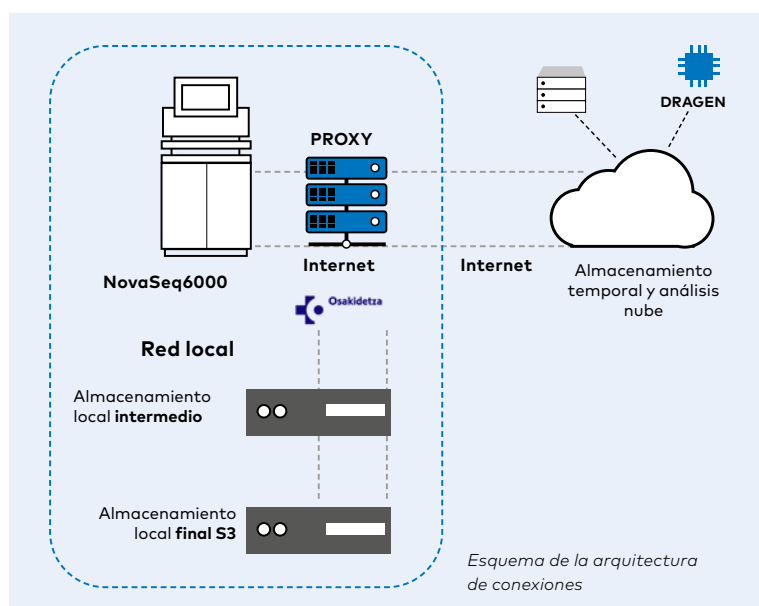 DRAGEN
PROXY
NovaSeq6000
Internet
Internet
Almacenamiento
temporal y análisis
nube
Osakidetza
Red local
Almacenamiento
local intermedio
Almacenamiento
local final S3
Esquema de la arquitectura
de conexiones